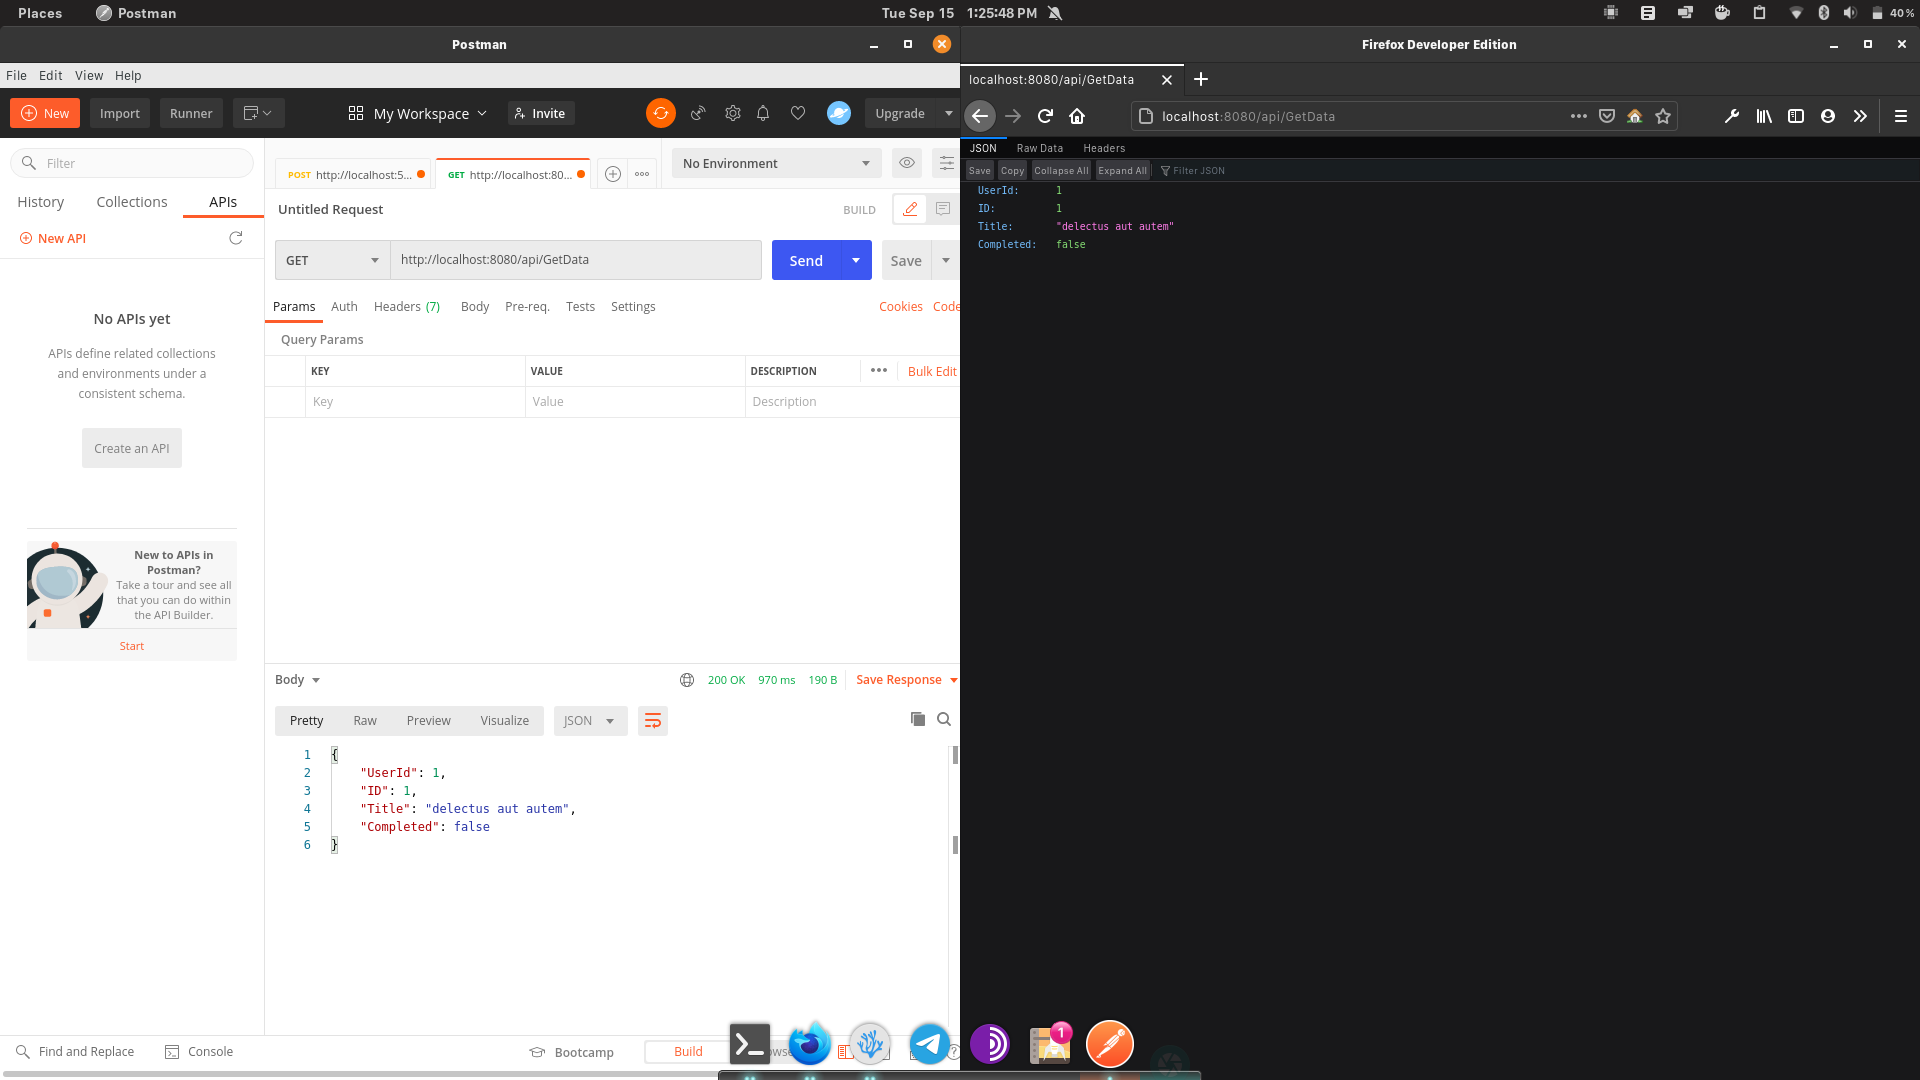 Places Postman Tue Sep 15 1:25:48 PM 40%
Postman
File Edit View Help
New Import Runner My Workspace Invite Upgrade
Filter
History Collections APIs
New API
No APIs yet
APIs define related collections
and environments under a
consistent schema.
Create an API
New to APIs in
Postman?
Take a tour and see all
that you can do within
the API Builder.
Start
POST http://localhost:5...
GET http://localhost:80...
No Environment
Untitled Request BUILD
GET http://localhost:8080/api/GetData Send Save
Params Auth Headers (7) Body Pre-req. Tests Settings Cookies Code
Query Params
KEY VALUE DESCRIPTION Bulk Edit
Key Value Description
Body 200 OK 970 ms 190 B Save Response
Pretty Raw Preview Visualize JSON
1 {
2 "UserId": 1,
3 "ID": 1,
4 "Title": "delectus aut autem",
5 "Completed": false
6 }
Find and Replace Console Bootcamp Build
1
Firefox Developer Edition
localhost:8080/api/GetData
localhost:8080/api/GetData
JSON Raw Data Headers
Save Copy Collapse All Expand All Filter JSON
UserId: 1
ID: 1
Title: "delectus aut autem"
Completed: false